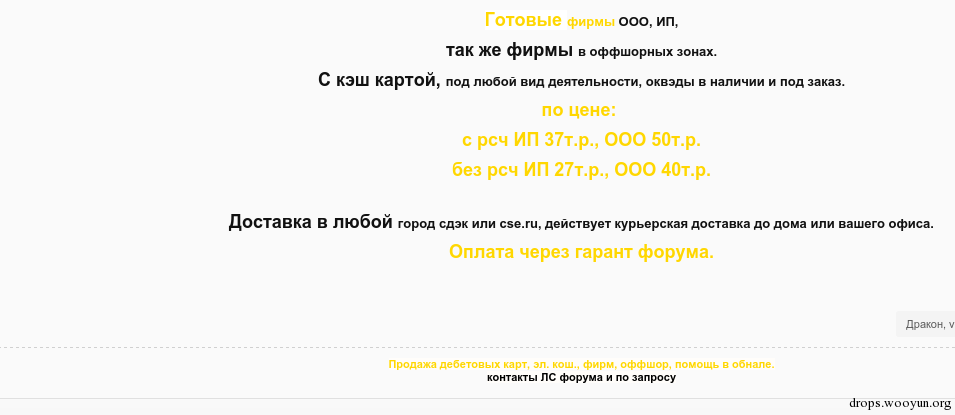 Готовые фирмы ООО, ИП,
так же фирмы в оффшорных зонах.
С кэш картой, под любой вид деятельности, оквэды в наличии и под заказ.
по цене:
с рсч ИП 37т.р., ООО 50т.р.
без рсч ИП 27т.р., ООО 40т.р.
Доставка в любой город сдэк или cse.ru, действует курьерская доставка до дома или вашего офиса.
Оплата через гарант форума.
Дракон, v
Продажа дебетовых карт, эл. кош., фирм, оффшор, помощь в обнале.
контакты ЛС форума и по запросу
drops.wooyun.org